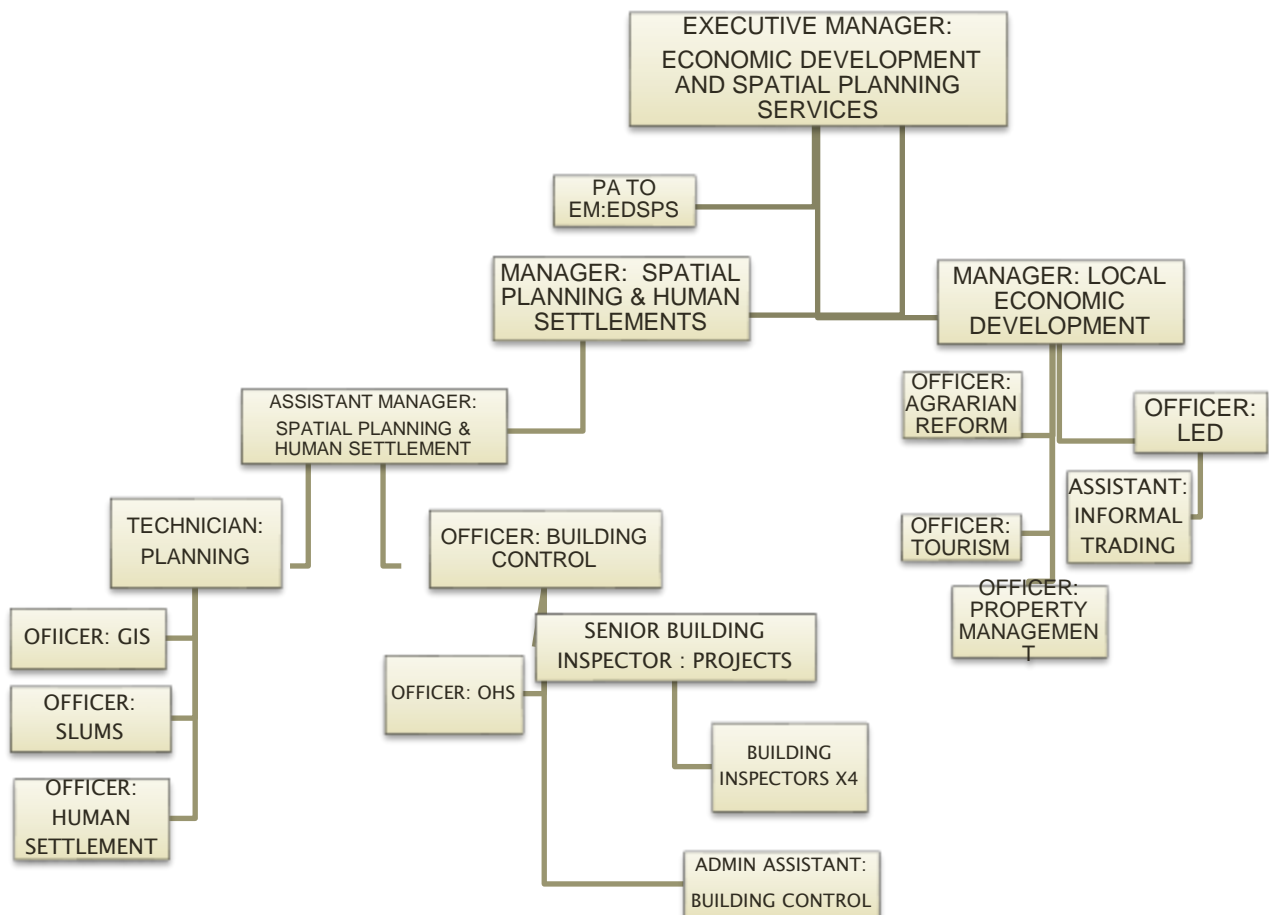 EXECUTIVE MANAGER:
ECONOMIC DEVELOPMENT
AND SPATIAL PLANNING
SERVICES
PA TO
EM:EDSPS
MANAGER: SPATIAL
PLANNING & HUMAN
SETTLEMENTS
MANAGER: LOCAL
ECONOMIC
DEVELOPMENT
ASSISTANT MANAGER:
SPATIAL PLANNING &
HUMAN SETTLEMENT
OFFICER:
AGRARIAN
REFORM
OFFICER:
LED
TECHNICIAN:
PLANNING
OFFICER: BUILDING
CONTROL
OFFICER:
TOURISM
ASSISTANT:
INFORMAL
TRADING
OFFICER:
PROPERTY
MANAGEMEN
T
OFIICER: GIS
OFFICER:
SLUMS
OFFICER:
HUMAN
SETTLEMENT
OFFICER: OHS
SENIOR BUILDING
INSPECTOR : PROJECTS
BUILDING
INSPECTORS X4
ADMIN ASSISTANT:
BUILDING CONTROL